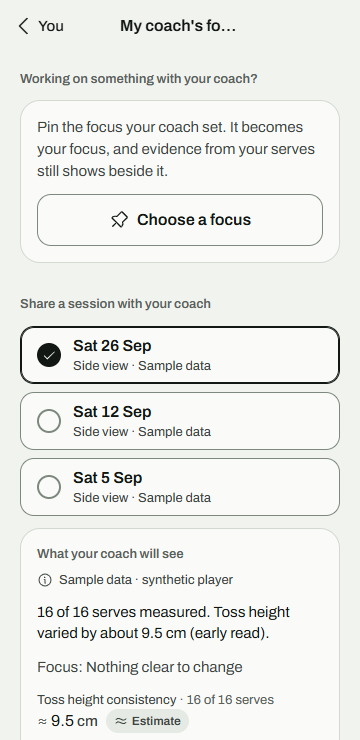 You
My coach's fo...
Working on something with your coach?
Pin the focus your coach set. It becomes
your focus, and evidence from your serves
still shows beside it.
Choose a focus
Share a session with your coach
Sat 26 Sep
Side view · Sample data
Sat 12 Sep
Side view · Sample data
Sat 5 Sep
Side view · Sample data
What your coach will see
Sample data · synthetic player
16 of 16 serves measured. Toss height
varied by about 9.5 cm (early read).
Focus: Nothing clear to change
Toss height consistency · 16 of 16 serves
≈ 9.5 cm
Estimate